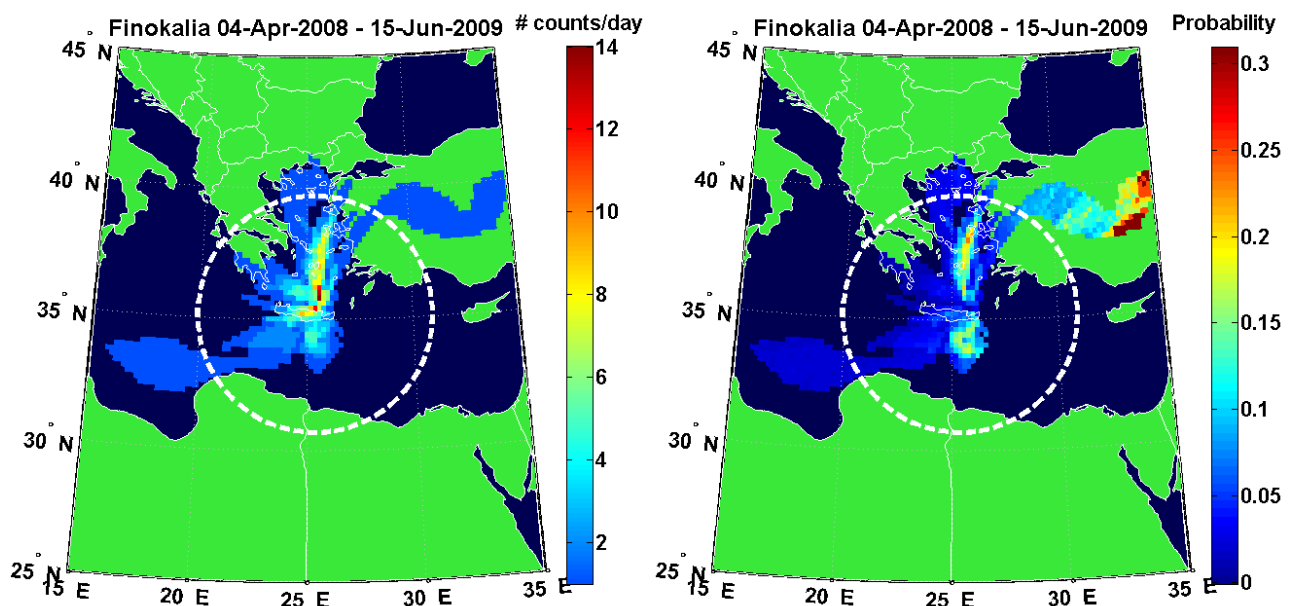 Finokalia 04-Apr-2008 - 15-Jun-2009 # counts/day
45° N
40° N
35° N
30° N
25° N
15 E
20 E
25 E
30 E
35 E
14
12
10
8
6
4
2
Finokalia 04-Apr-2008 - 15-Jun-2009 Probability
45° N
40° N
35° N
30° N
25° N
15 E
20 E
25 E
30 E
35 E
0.3
0.25
0.2
0.15
0.1
0.05
0